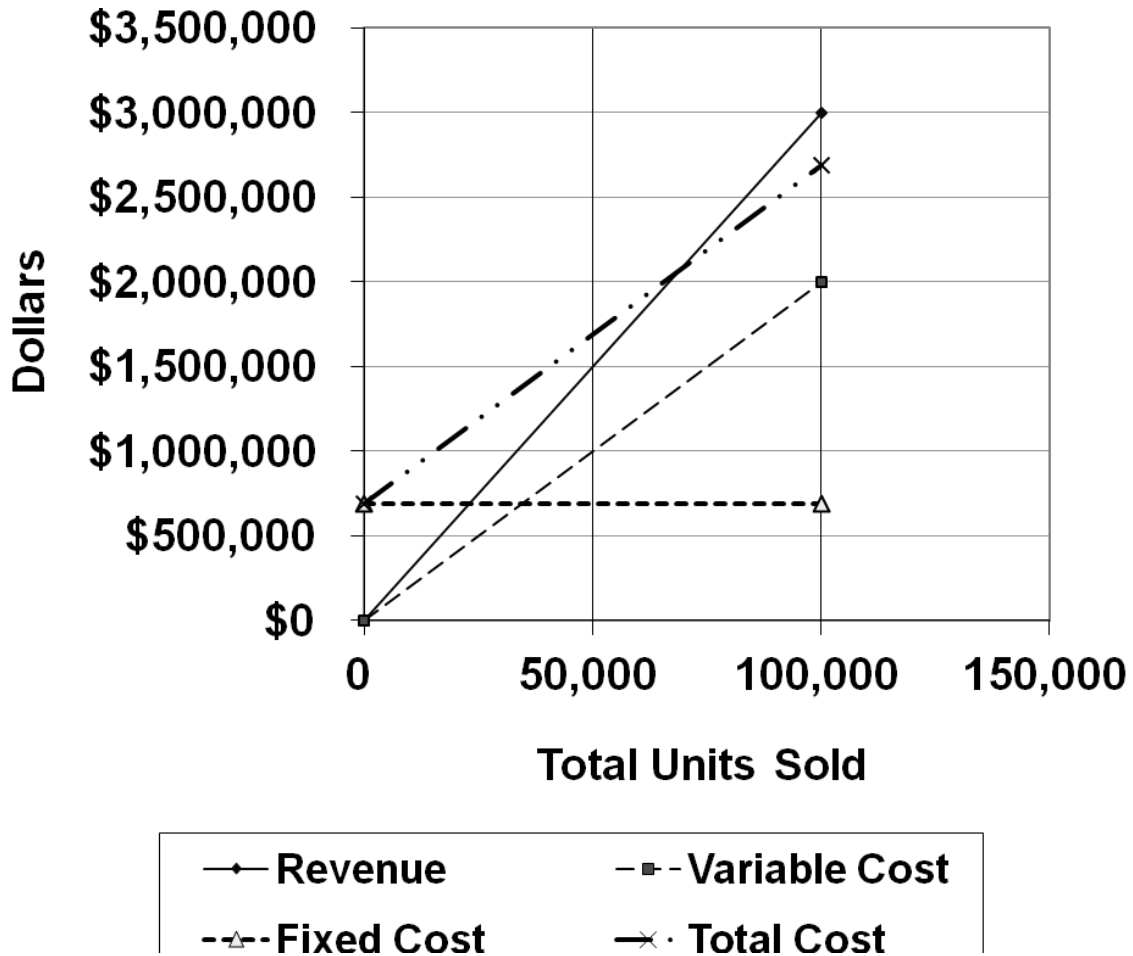 $3,500,000
$3,000,000
$2,500,000
$2,000,000
$1,500,000
$1,000,000
$500,000
$0
Dollars
0 50,000 100,000 150,000
Total Units Sold
Revenue Variable Cost
Fixed Cost Total Cost